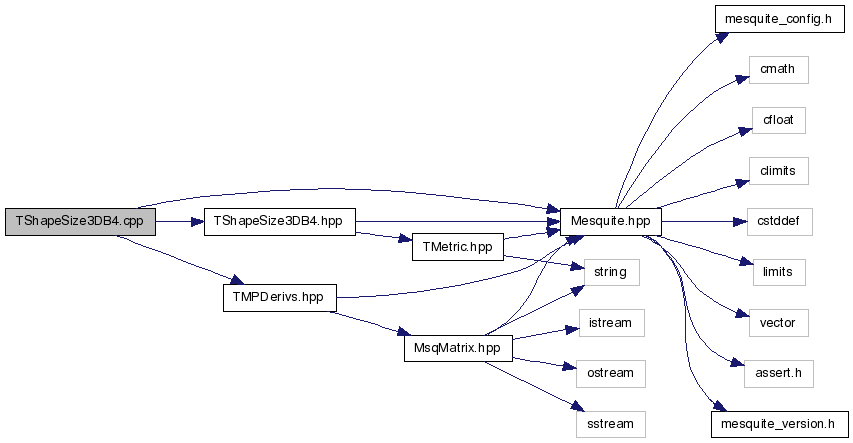 mesquite_config.h
cmath
cfloat
climits
TShapeSize3DB4.cpp
TShapeSize3DB4.hpp
Mesquite.hpp
cstddef
TMetric.hpp
string
limits
TMPDerivs.hpp
istream
vector
MsqMatrix.hpp
ostream
assert.h
sstream
mesquite_version.h